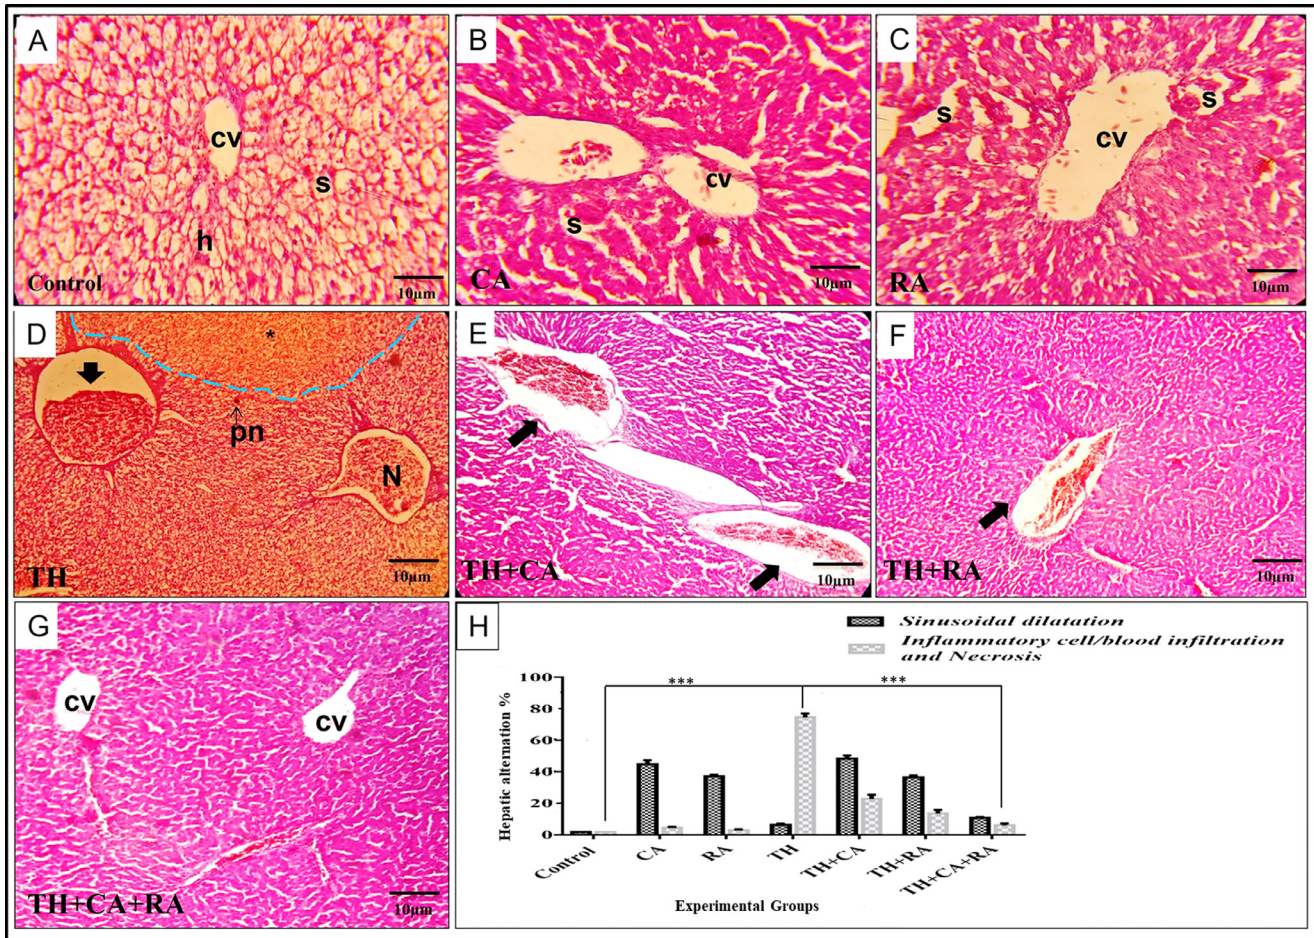 A
cv
s
h
Control
10μm
B
cv
s
CA
10μm
C
s
s
cv
RA
10μm
D
*
pn
N
TH
10μm
E
TH+CA
10μm
F
TH+RA
10μm
G
cv
cv
TH+CA+RA
10μm
H
Sinusoidal dilatation
Inflammatory cell/blood infiltration
and Necrosis
Hepatic alternation %
100
80
60
40
20
0
***
***
Control
CA
RA
TH
TH+CA
TH+RA
TH+CA+RA
Experimental Groups